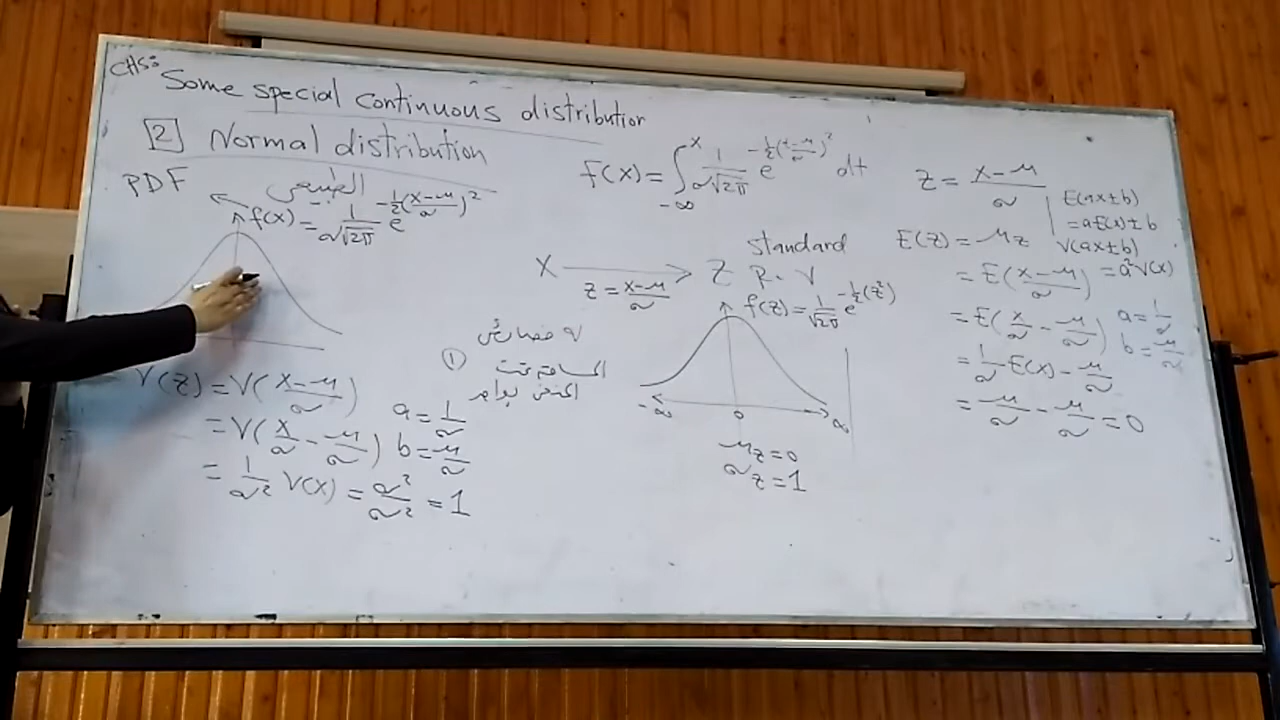 CH5:
Some special continuous distribution
[2] Normal distribution
PDF
الطبيعي
f(x) = 1/(σ√2π) e^(-1/2((x-μ)/σ)^2)
V(z) = V((x-μ)/σ)
= V(x/σ - μ/σ)
= 1/σ² V(x) = σ²/σ² = 1
a = 1/σ
b = μ/σ
f(x) = ∫_{-∞}^{x} 1/(σ√2π) e^(-1/2((x-μ)/σ)^2) dt
standard
X → Z R.V
z = (x-μ)/σ
①
المساحة تحت
f(z) = 1/√2π e^(-1/2(z²))
-∞ 0 ∞
μz = 0
σz = 1
z = (x-μ)/σ
E(z) = μz
= E((x-μ)/σ)
= E(x/σ - μ/σ)
= 1/σ E(x) - μ/σ
= μ/σ - μ/σ = 0
E(ax±b)
= aE(x)±b
V(ax±b)
= a²V(x)
a = 1/σ
b = μ/σ